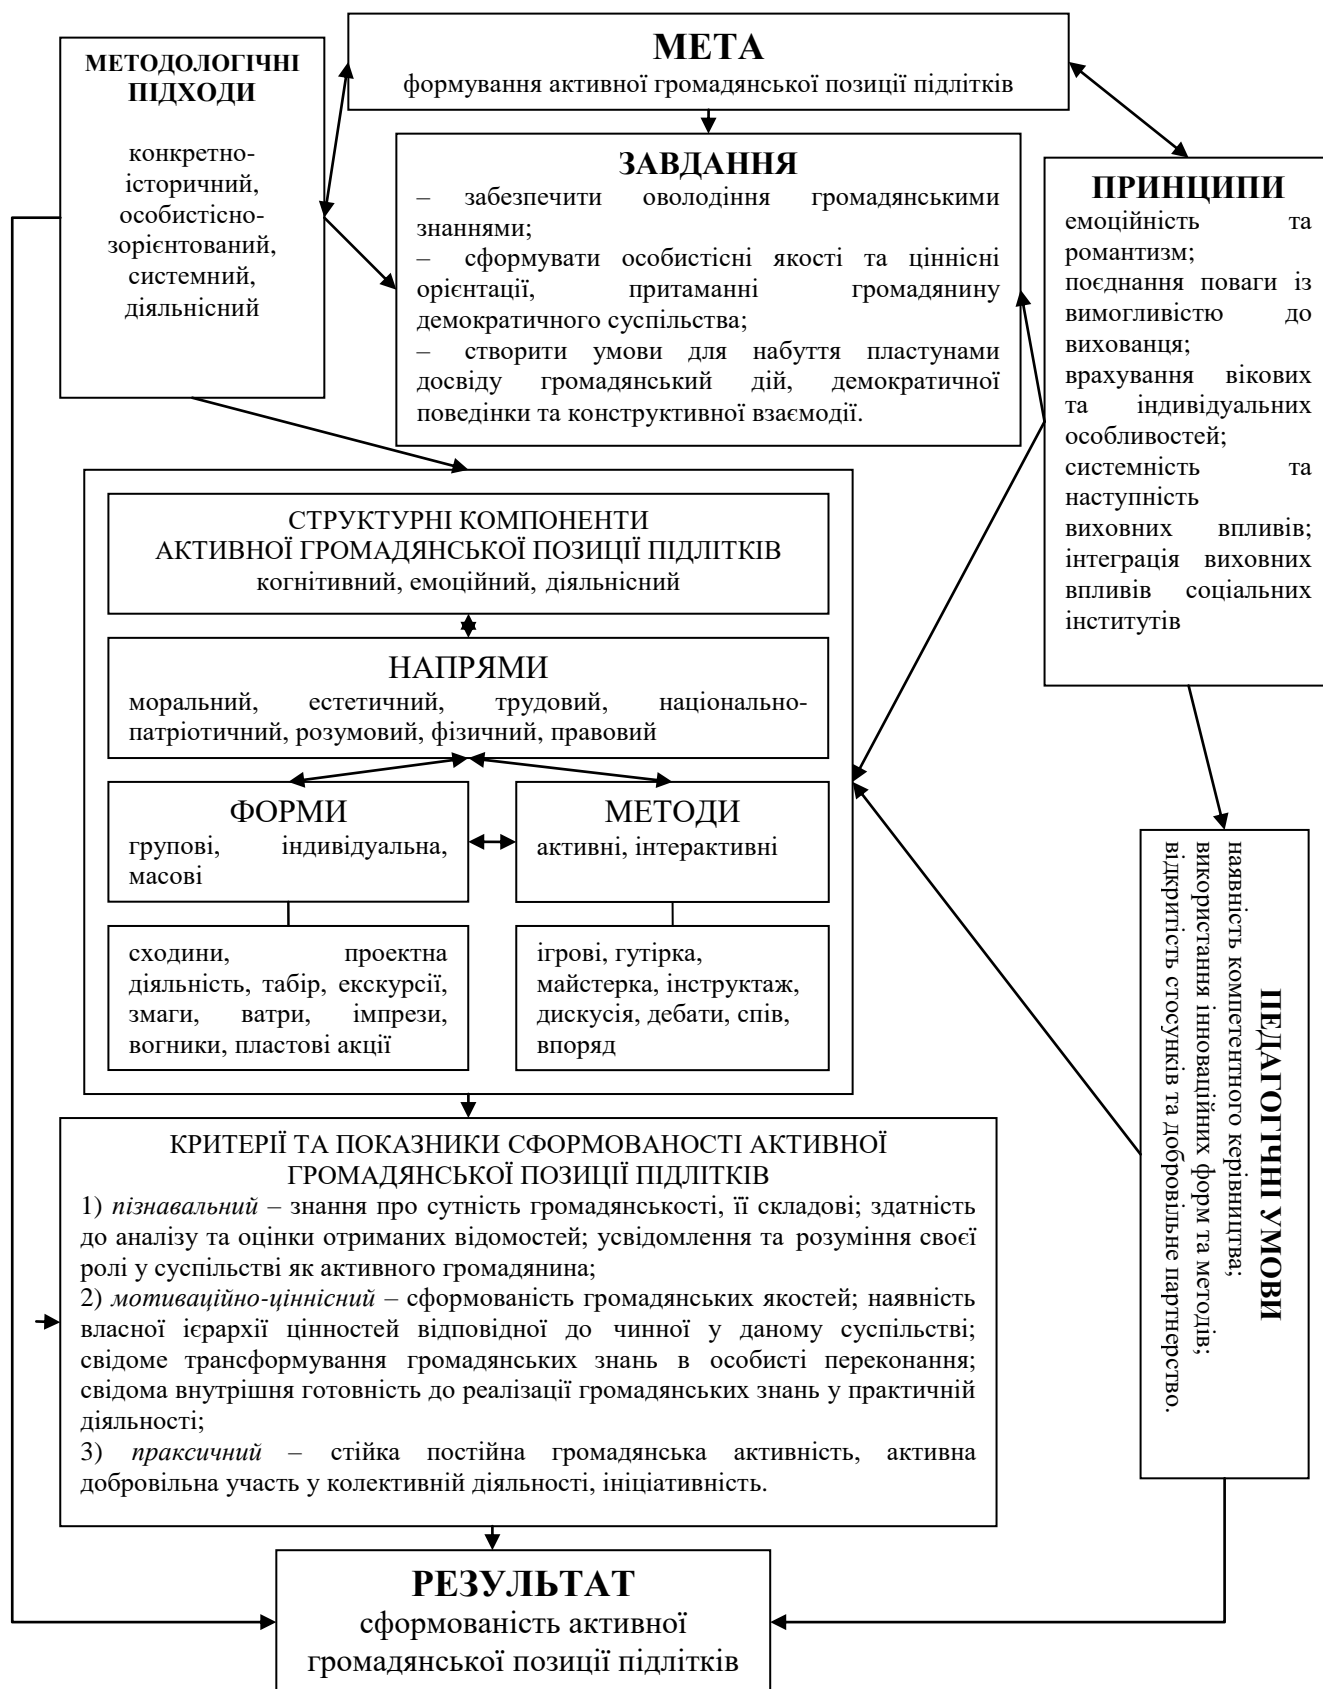 МЕТОДОЛОГІЧНІ
ПІДХОДИ
конкретно-
історичний,
особистісно-
зорієнтований,
системний,
діяльнісний
МЕТА
формування активної громадянської позиції підлітків
ЗАВДАННЯ
– забезпечити оволодіння громадянськими
знаннями;
– сформувати особистісні якості та ціннісні
орієнтації, притаманні громадянину
демократичного суспільства;
– створити умови для набуття пластунами
досвіду громадянський дій, демократичної
поведінки та конструктивної взаємодії.
ПРИНЦИПИ
емоційність та
романтизм;
поєднання поваги із
вимогливістю до
вихованця;
врахування вікових
та індивідуальних
особливостей;
системність та
наступність
виховних впливів;
інтеграція виховних
впливів соціальних
інститутів
СТРУКТУРНІ КОМПОНЕНТИ
АКТИВНОЇ ГРОМАДЯНСЬКОЇ ПОЗИЦІЇ ПІДЛІТКІВ
когнітивний, емоційний, діяльнісний
НАПРЯМИ
моральний, естетичний, трудовий, національно-
патріотичний, розумовий, фізичний, правовий
ФОРМИ
групові, індивідуальна,
масові
МЕТОДИ
активні, інтерактивні
сходини, проектна
діяльність, табір, екскурсії,
змаги, ватри, імпрези,
вогники, пластові акції
ігрові, гутірка,
майстерка, інструктаж,
дискусія, дебати, спів,
впоряд
ПЕДАГОГІЧНІ УМОВИ
наявність компетентного керівництва;
використання інноваційних форм та методів;
відкритість стосунків та добровільне партнерство.
КРИТЕРІЇ ТА ПОКАЗНИКИ СФОРМОВАНОСТІ АКТИВНОЇ
ГРОМАДЯНСЬКОЇ ПОЗИЦІЇ ПІДЛІТКІВ
1) пізнавальний – знання про сутність громадянськості, її складові; здатність
до аналізу та оцінки отриманих відомостей; усвідомлення та розуміння своєї
ролі у суспільстві як активного громадянина;
2) мотиваційно-ціннісний – сформованість громадянських якостей; наявність
власної ієрархії цінностей відповідної до чинної у даному суспільстві;
свідоме трансформування громадянських знань в особисті переконання;
свідома внутрішня готовність до реалізації громадянських знань у практичній
діяльності;
3) праксичний – стійка постійна громадянська активність, активна
добровільна участь у колективній діяльності, ініціативність.
РЕЗУЛЬТАТ
сформованість активної
громадянської позиції підлітків